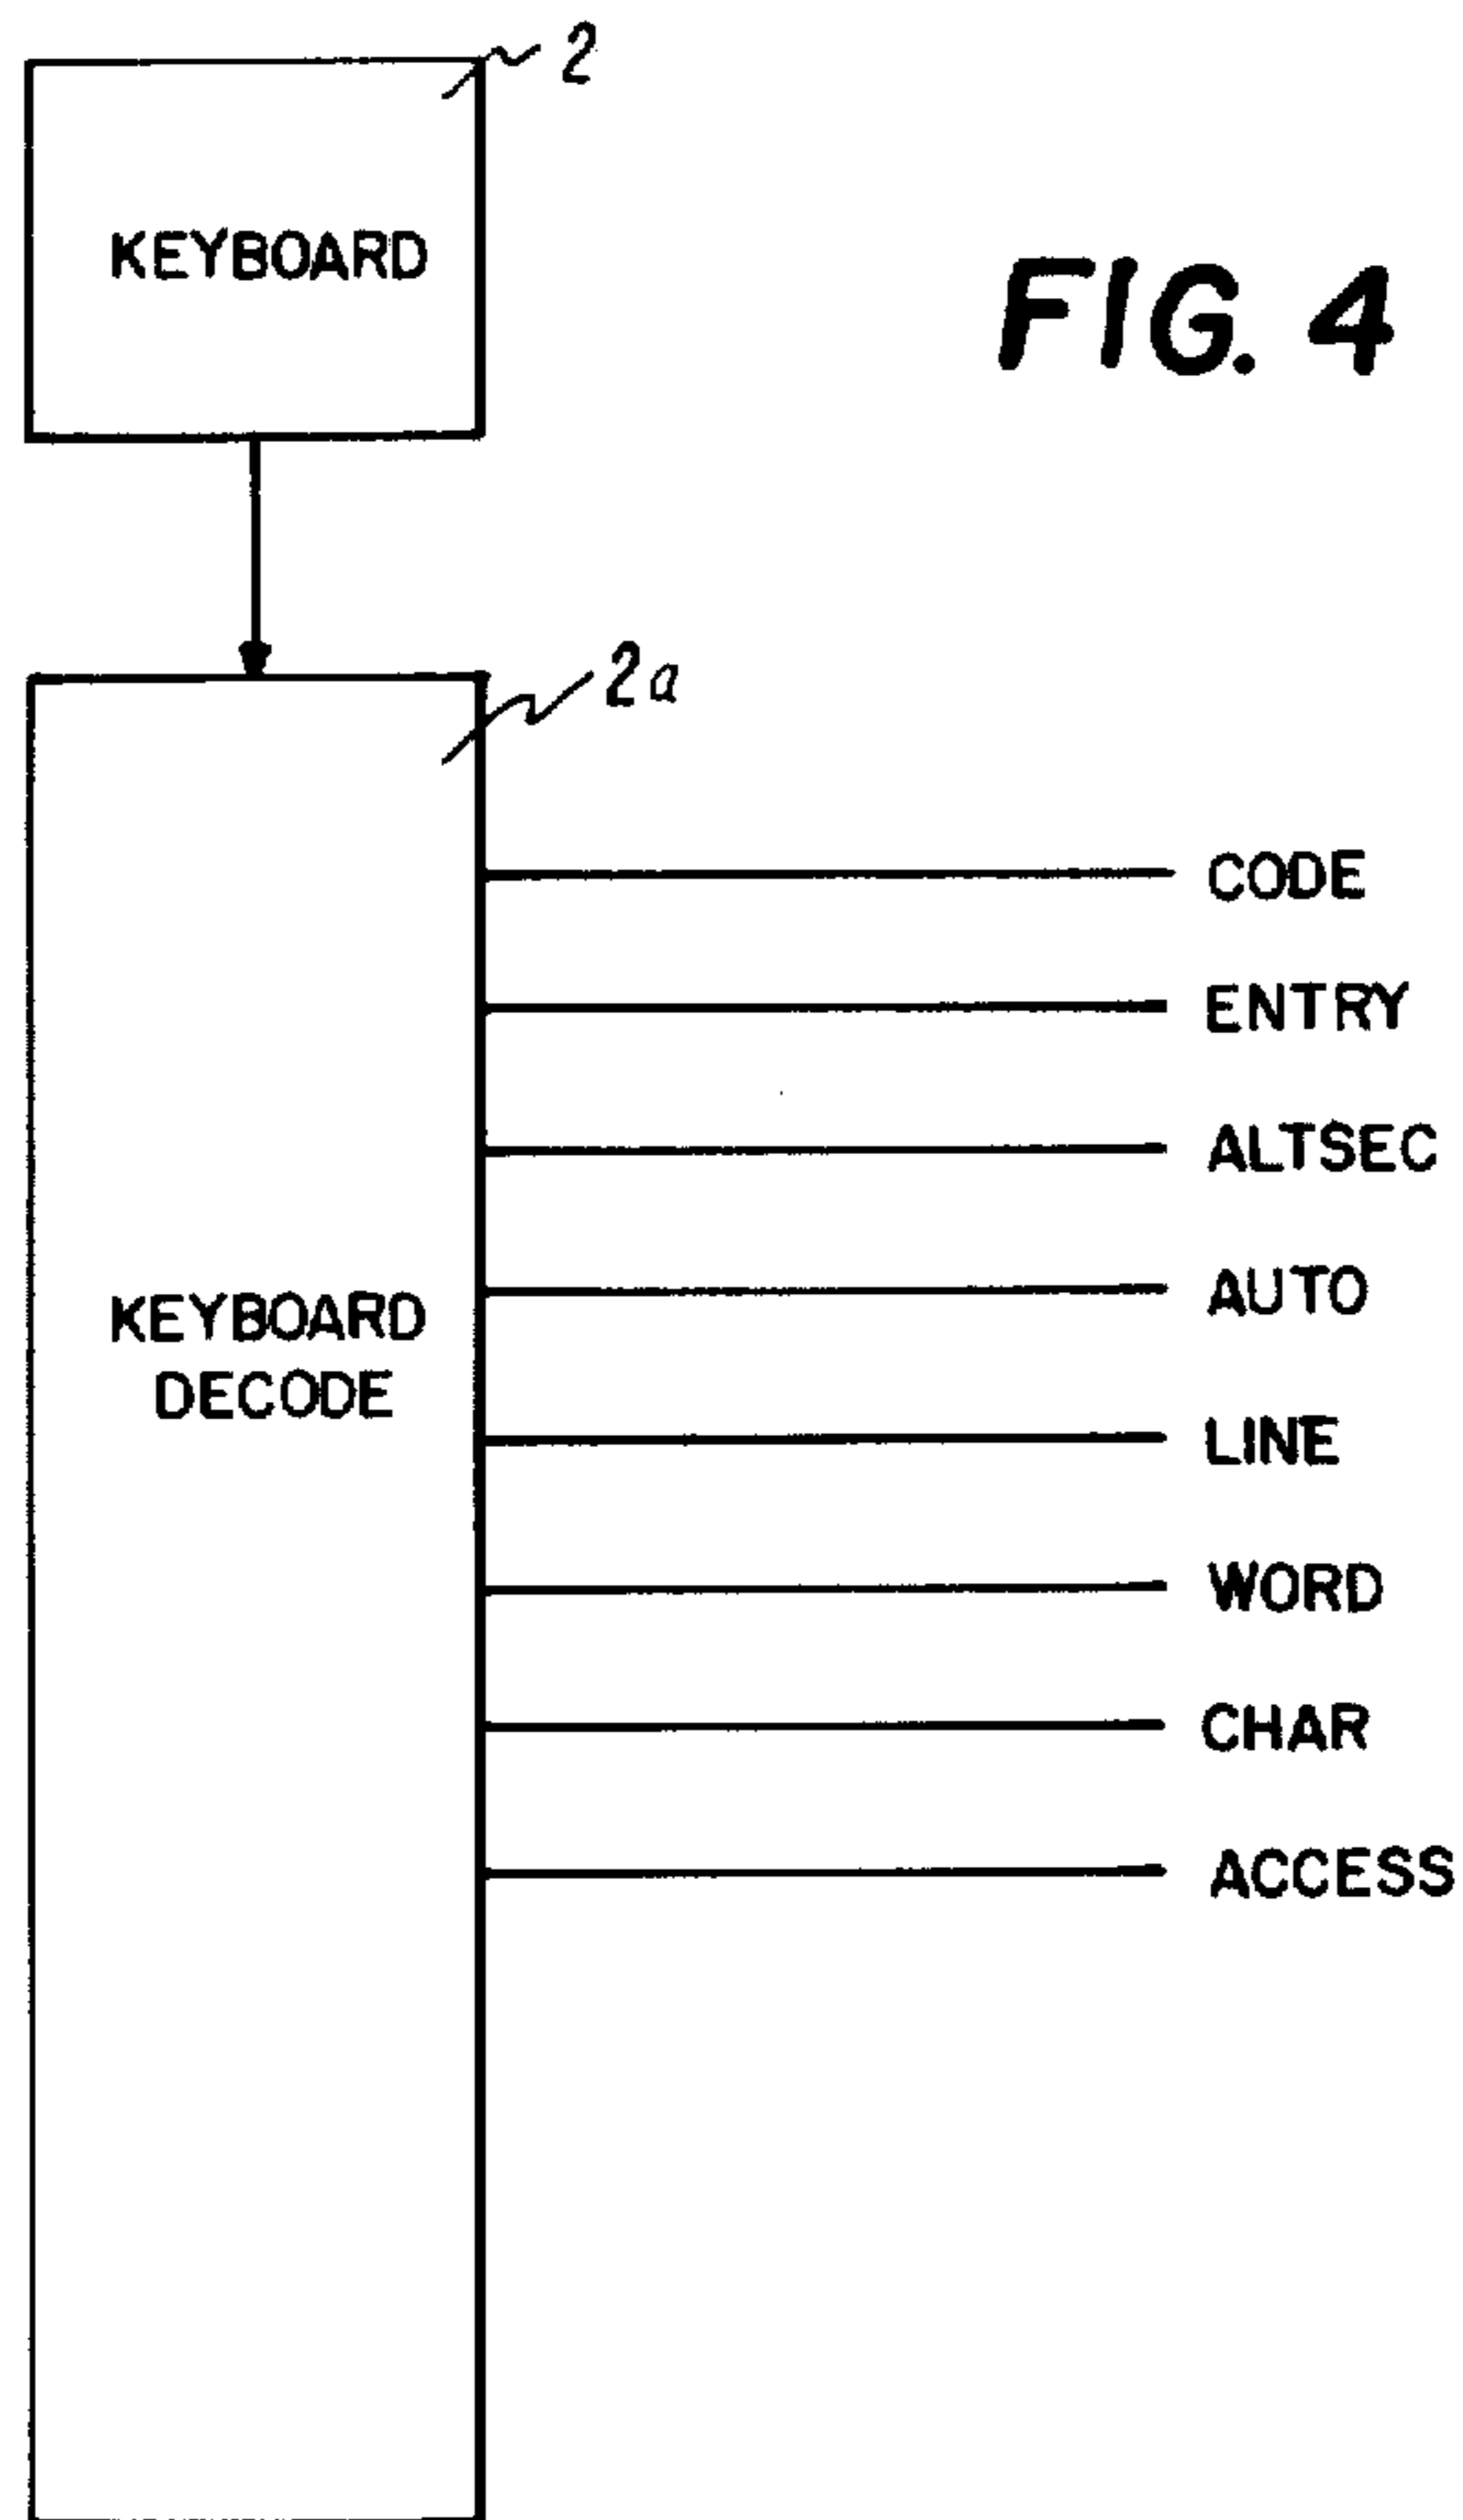 2
KEYBOARD
FIG. 4
2a
CODE
ENTRY
ALTSEC
AUTO
KEYBOARD
DECODE
LINE
WORD
CHAR
ACCESS